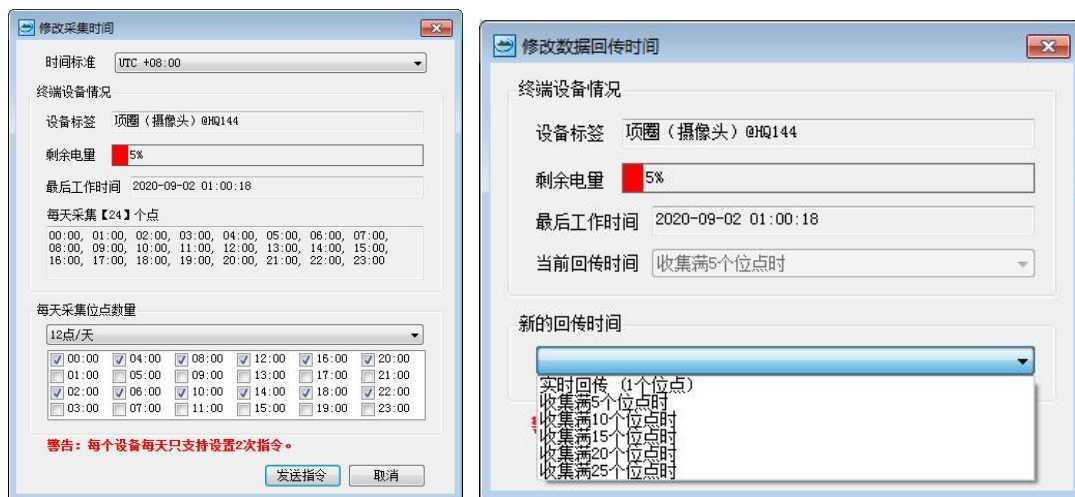 修改采集时间
时间标准 UTC +08:00
终端设备情况
设备标签 项圈（摄像头）@HQ144
剩余电量 5%
最后工作时间 2020-09-02 01:00:18
每天采集【24】个点
00:00, 01:00, 02:00, 03:00, 04:00, 05:00, 06:00, 07:00,
08:00, 09:00, 10:00, 11:00, 12:00, 13:00, 14:00, 15:00,
16:00, 17:00, 18:00, 19:00, 20:00, 21:00, 22:00, 23:00
每天采集位点数量
12点/天
00:00 04:00 08:00 12:00 16:00 20:00
01:00 05:00 09:00 13:00 17:00 21:00
02:00 06:00 10:00 14:00 18:00 22:00
03:00 07:00 11:00 15:00 19:00 23:00
警告：每个设备每天只支持设置2次指令。
发送指令 取消
修改数据回传时间
终端设备情况
设备标签 项圈（摄像头）@HQ144
剩余电量 5%
最后工作时间 2020-09-02 01:00:18
当前回传时间 收集满5个位点时
新的回传时间
实时回传 (1个位点)
收集满5个位点时
收集满10个位点时
收集满15个位点时
收集满20个位点时
收集满25个位点时